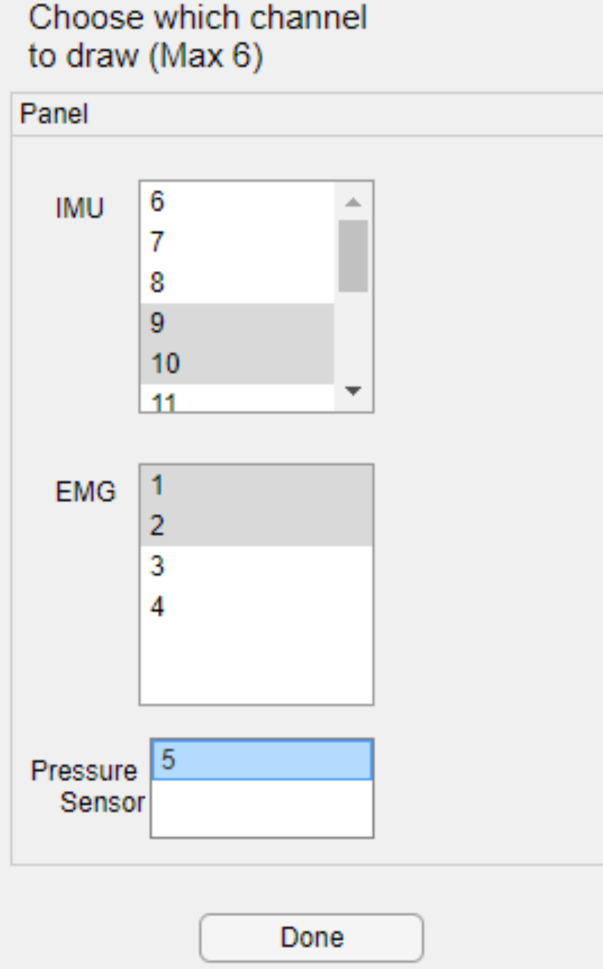 Choose which channel
to draw (Max 6)
Panel
IMU
6
7
8
9
10
11
EMG
1
2
3
4
Pressure
Sensor
5
Done